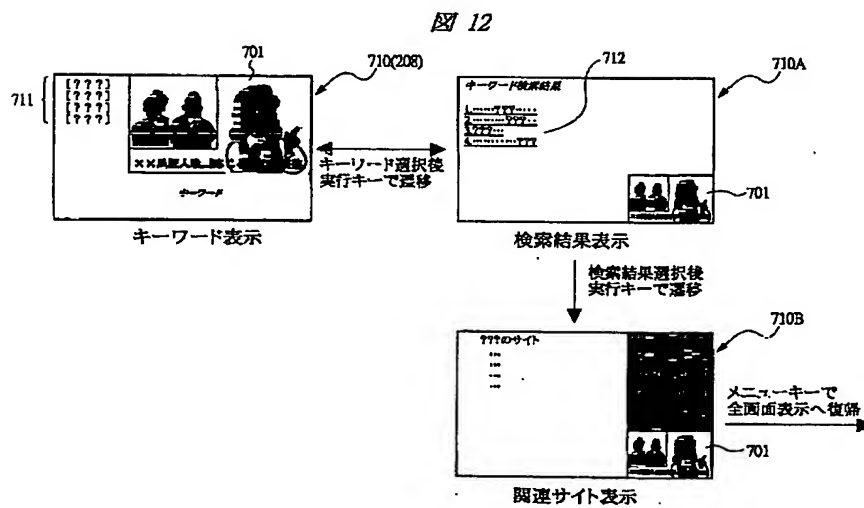 図 12
701
710(208)
711
[???]
[???]
[???]
[???]
キーワード
キーワード表示
キーワード選択後
実行キーで遷移
キーワード検索結果
712
710A
1.……???……
2.………???‥
3.???…
4.………???
701
検索結果表示
検索結果選択後
実行キーで遷移
710B
???のサイト
701
関連サイト表示
メニューキーで
全画面表示へ復帰